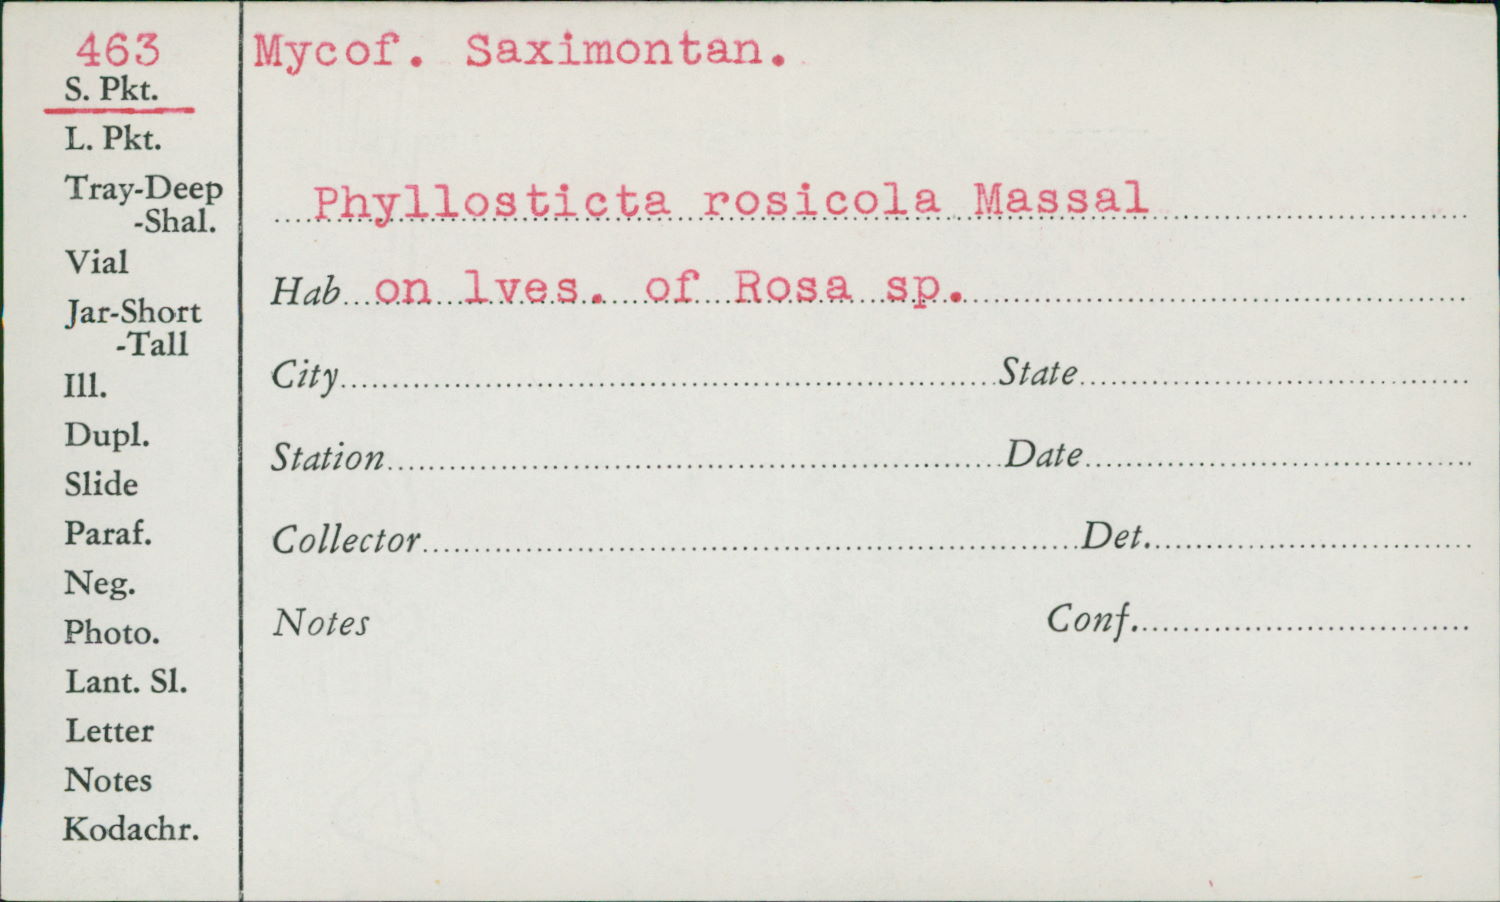 463
S. Pkt.
L. Pkt.
Tray-Deep
-Shal.
Vial
Jar-Short
-Tall
Ill.
Dupl.
Slide
Paraf.
Neg.
Photo.
Lant. Sl.
Letter
Notes
Kodachr.
Mycof. Saximontan.
Phyllosticta rosicola Massal
Hab on lves. of Rosa sp.
City State
Station Date
Collector Det.
Notes Conf.